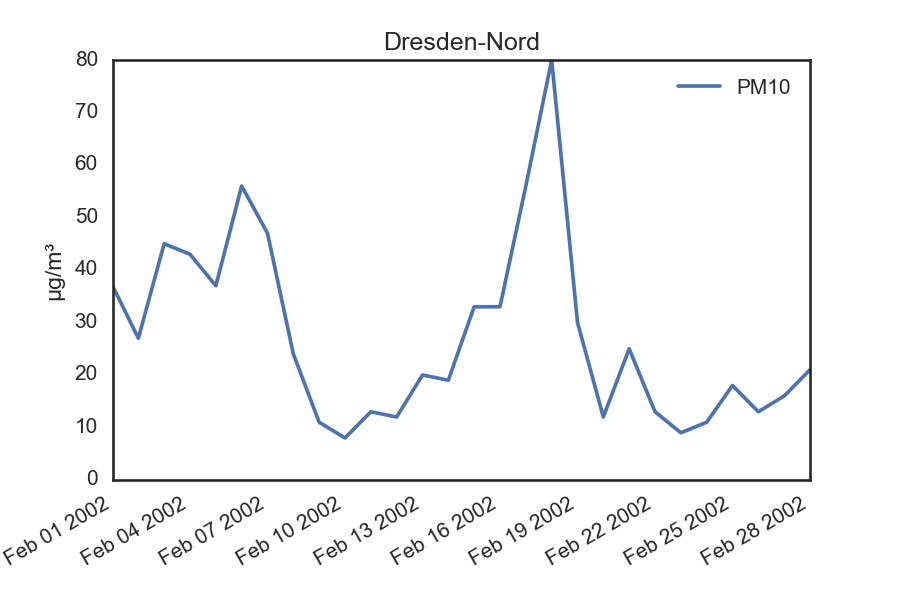 Dresden-Nord
80
70
60
50
40
30
20
10
0
µg/m³
PM10
Feb 01 2002
Feb 04 2002
Feb 07 2002
Feb 10 2002
Feb 13 2002
Feb 16 2002
Feb 19 2002
Feb 22 2002
Feb 25 2002
Feb 28 2002